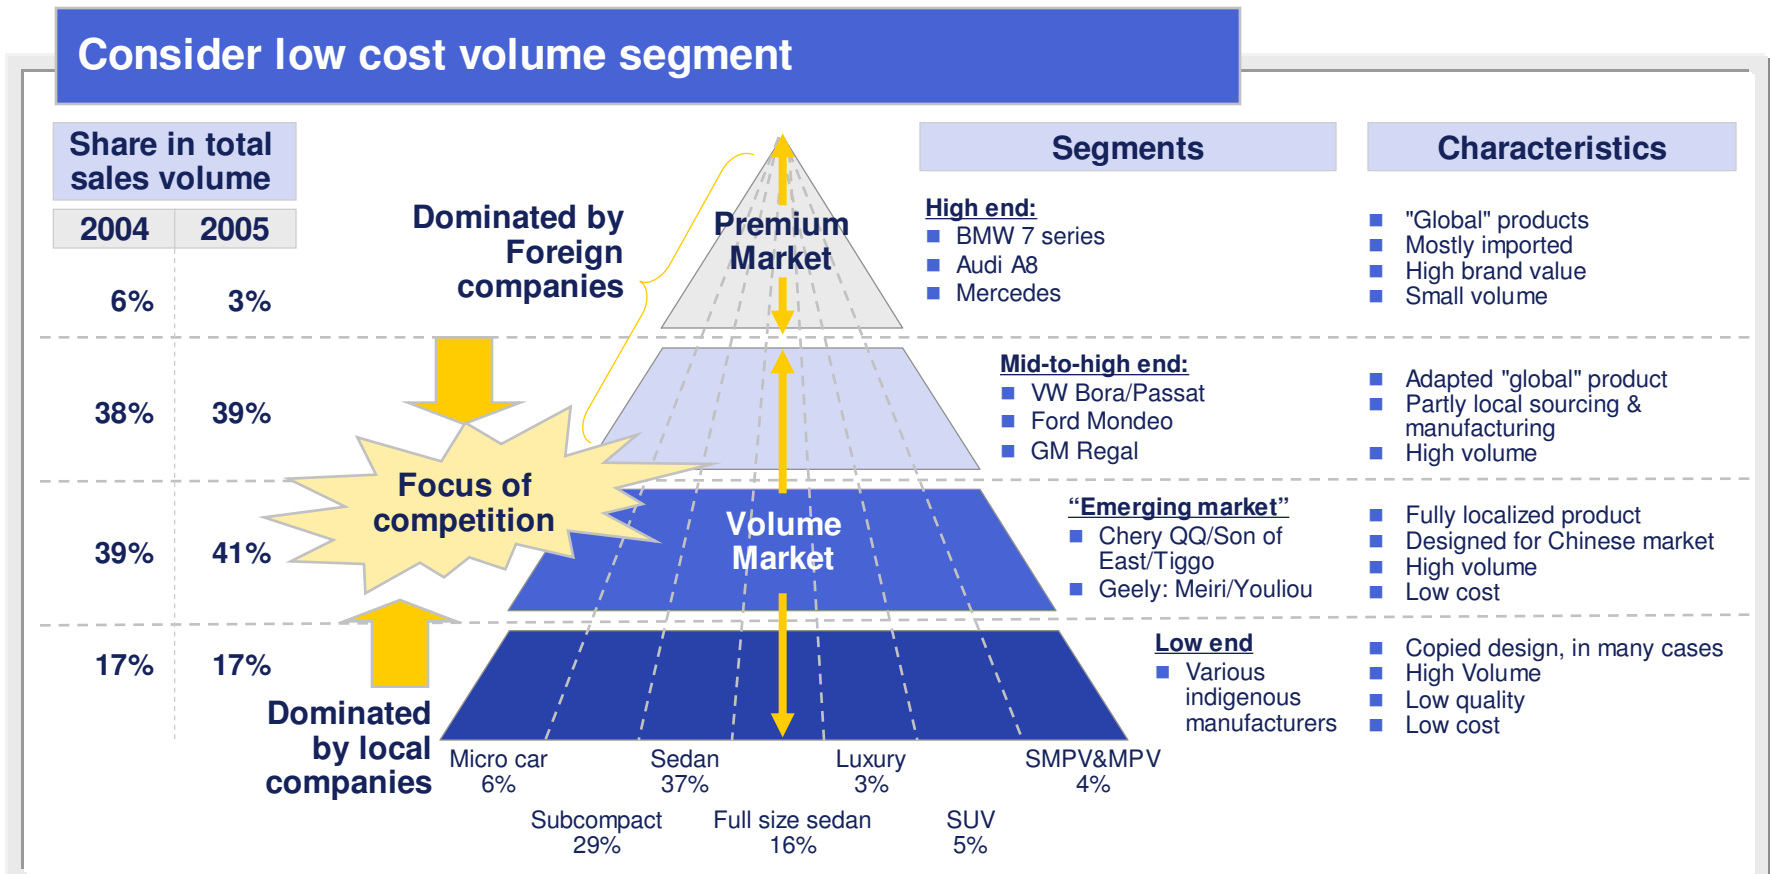 Consider low cost volume segment
Share in total
sales volume
2004 2005
6% 3%
38% 39%
39% 41%
17% 17%
Dominated by
Foreign
companies
Focus of
competition
Dominated
by local
companies
Premium
Market
Volume
Market
Micro car
6%
Subcompact
29%
Sedan
37%
Full size sedan
16%
Luxury
3%
SUV
5%
SMPV&MPV
4%
Segments
High end:
BMW 7 series
Audi A8
Mercedes
Mid-to-high end:
VW Bora/Passat
Ford Mondeo
GM Regal
“Emerging market”
Chery QQ/Son of
East/Tiggo
Geely: Meiri/Youliou
Low end
Various
indigenous
manufacturers
Characteristics
"Global" products
Mostly imported
High brand value
Small volume
Adapted "global" product
Partly local sourcing &
manufacturing
High volume
Fully localized product
Designed for Chinese market
High volume
Low cost
Copied design, in many cases
High Volume
Low quality
Low cost